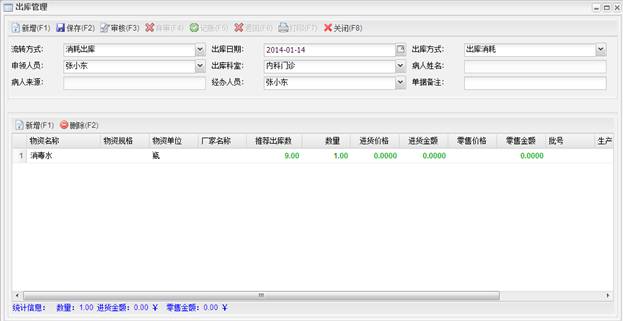 出库管理
新增(F1) 保存(F2) 审核(F3) 弃审(F4) 记账(F5) 退回(F6) 打印(F7) 关闭(F8)
流转方式: 消耗出库 出库日期: 2014-01-14 出库方式: 出库消耗
申领人员: 张小东 出库科室: 内科门诊 病人姓名:
病人来源: 经办人员: 张小东 单据备注:
新增(F1) 删除(F2)
物资名称 物资规格 物资单位 厂家名称 推荐出库数 数量 进货价格 进货金额 零售价格 零售金额 批号 生产
1 消毒水 瓶 9.00 1.00 0.0000 0.0000 0.0000
统计信息: 数量: 1.00 进货金额: 0.00 ¥ 零售金额: 0.00 ¥